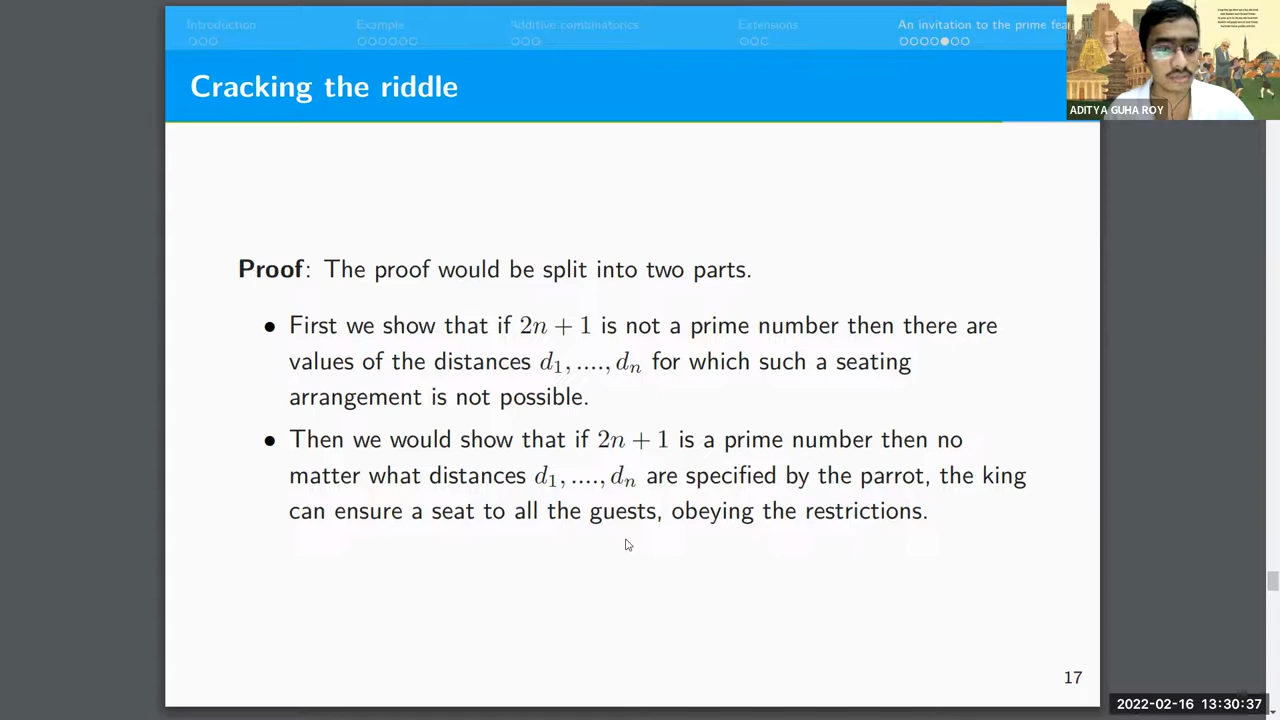 Introduction Example Additive combinatorics Extensions An invitation to the prime fea
Cracking the riddle
ADITYA GUHA ROY
Proof: The proof would be split into two parts.
• First we show that if 2n + 1 is not a prime number then there are
values of the distances d₁, ...., dₙ for which such a seating
arrangement is not possible.
• Then we would show that if 2n + 1 is a prime number then no
matter what distances d₁, ...., dₙ are specified by the parrot, the king
can ensure a seat to all the guests, obeying the restrictions.
17
2022-02-16 13:30:37